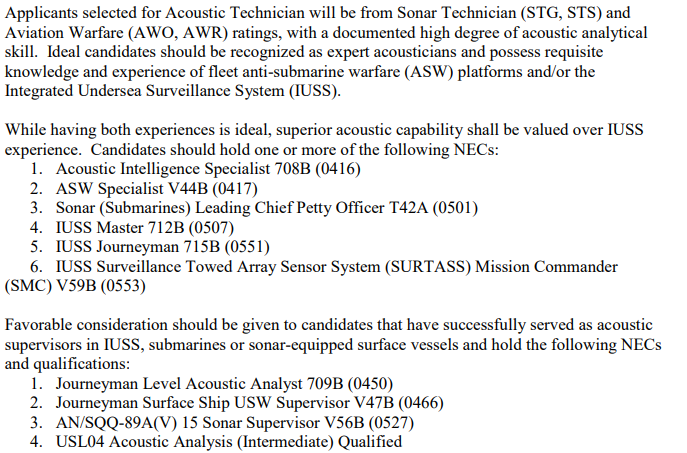 Applicants selected for Acoustic Technician will be from Sonar Technician (STG, STS) and
Aviation Warfare (AWO, AWR) ratings, with a documented high degree of acoustic analytical
skill.  Ideal candidates should be recognized as expert acousticians and possess requisite
knowledge and experience of fleet anti-submarine warfare (ASW) platforms and/or the
Integrated Undersea Surveillance System (IUSS).

While having both experiences is ideal, superior acoustic capability shall be valued over IUSS
experience.  Candidates should hold one or more of the following NECs:
1.  Acoustic Intelligence Specialist 708B (0416)
2.  ASW Specialist V44B (0417)
3.  Sonar (Submarines) Leading Chief Petty Officer T42A (0501)
4.  IUSS Master 712B (0507)
5.  IUSS Journeyman 715B (0551)
6.  IUSS Surveillance Towed Array Sensor System (SURTASS) Mission Commander
(SMC) V59B (0553)

Favorable consideration should be given to candidates that have successfully served as acoustic
supervisors in IUSS, submarines or sonar-equipped surface vessels and hold the following NECs
and qualifications:
1.  Journeyman Level Acoustic Analyst 709B (0450)
2.  Journeyman Surface Ship USW Supervisor V47B (0466)
3.  AN/SQQ-89A(V) 15 Sonar Supervisor V56B (0527)
4.  USL04 Acoustic Analysis (Intermediate) Qualified